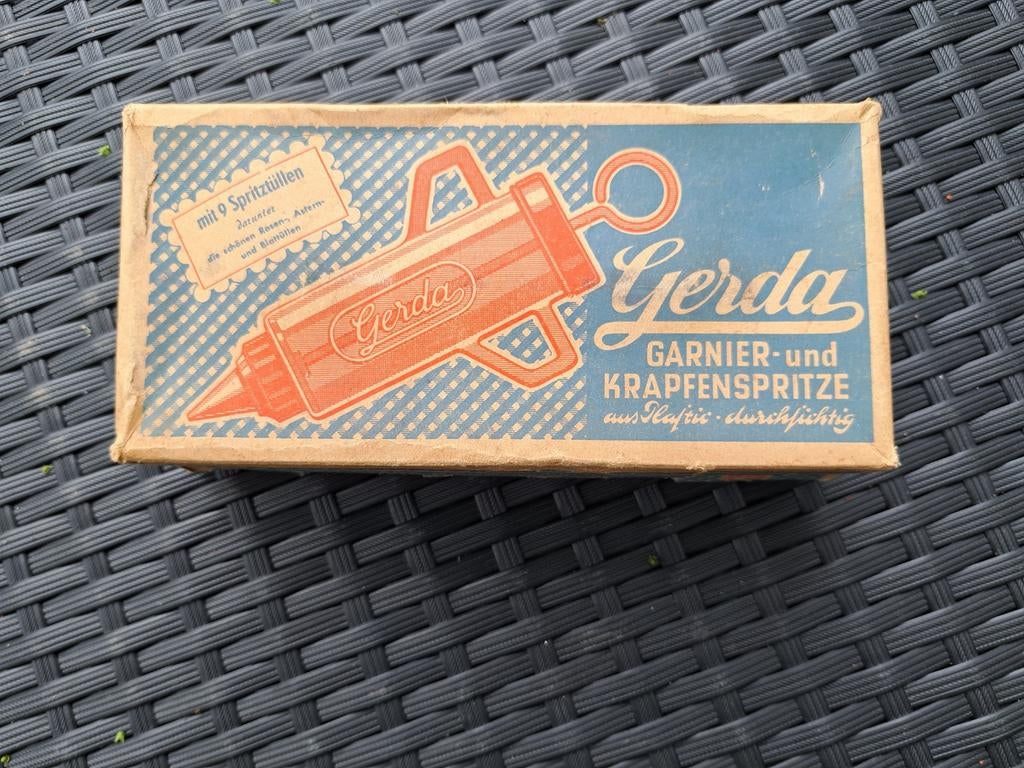 mit 9 Spritztüllen
darunter
die schönen Rosen-, Astern-
und Blattüllen
Gerda
Gerda
GARNIER- und
KRAPFENSPRITZE
aus Plastic · durchsichtig